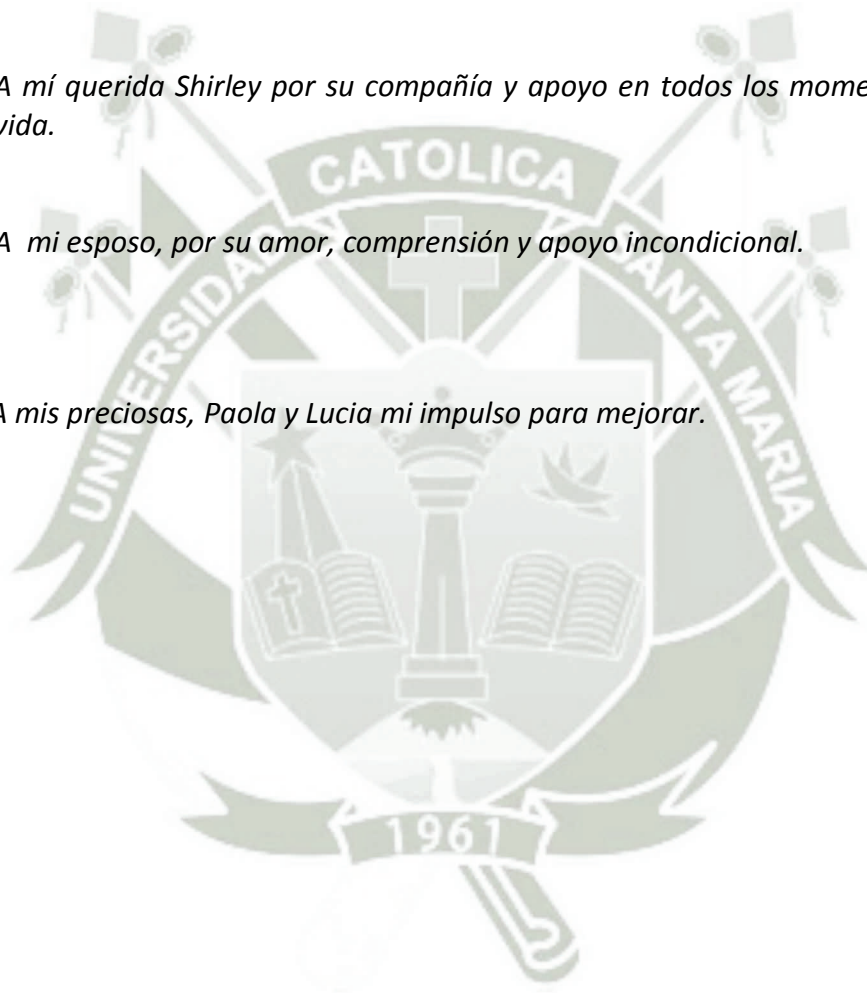 A mí querida Shirley por su compañía y apoyo en todos los
vida.
A mi esposo, por su amor, comprensión y apoyo incondicional.
A mis preciosas, Paola y Lucia mi impulso para mejorar.
CATOLICA
UNIVERSIDAD
SANTA MARIA
1961